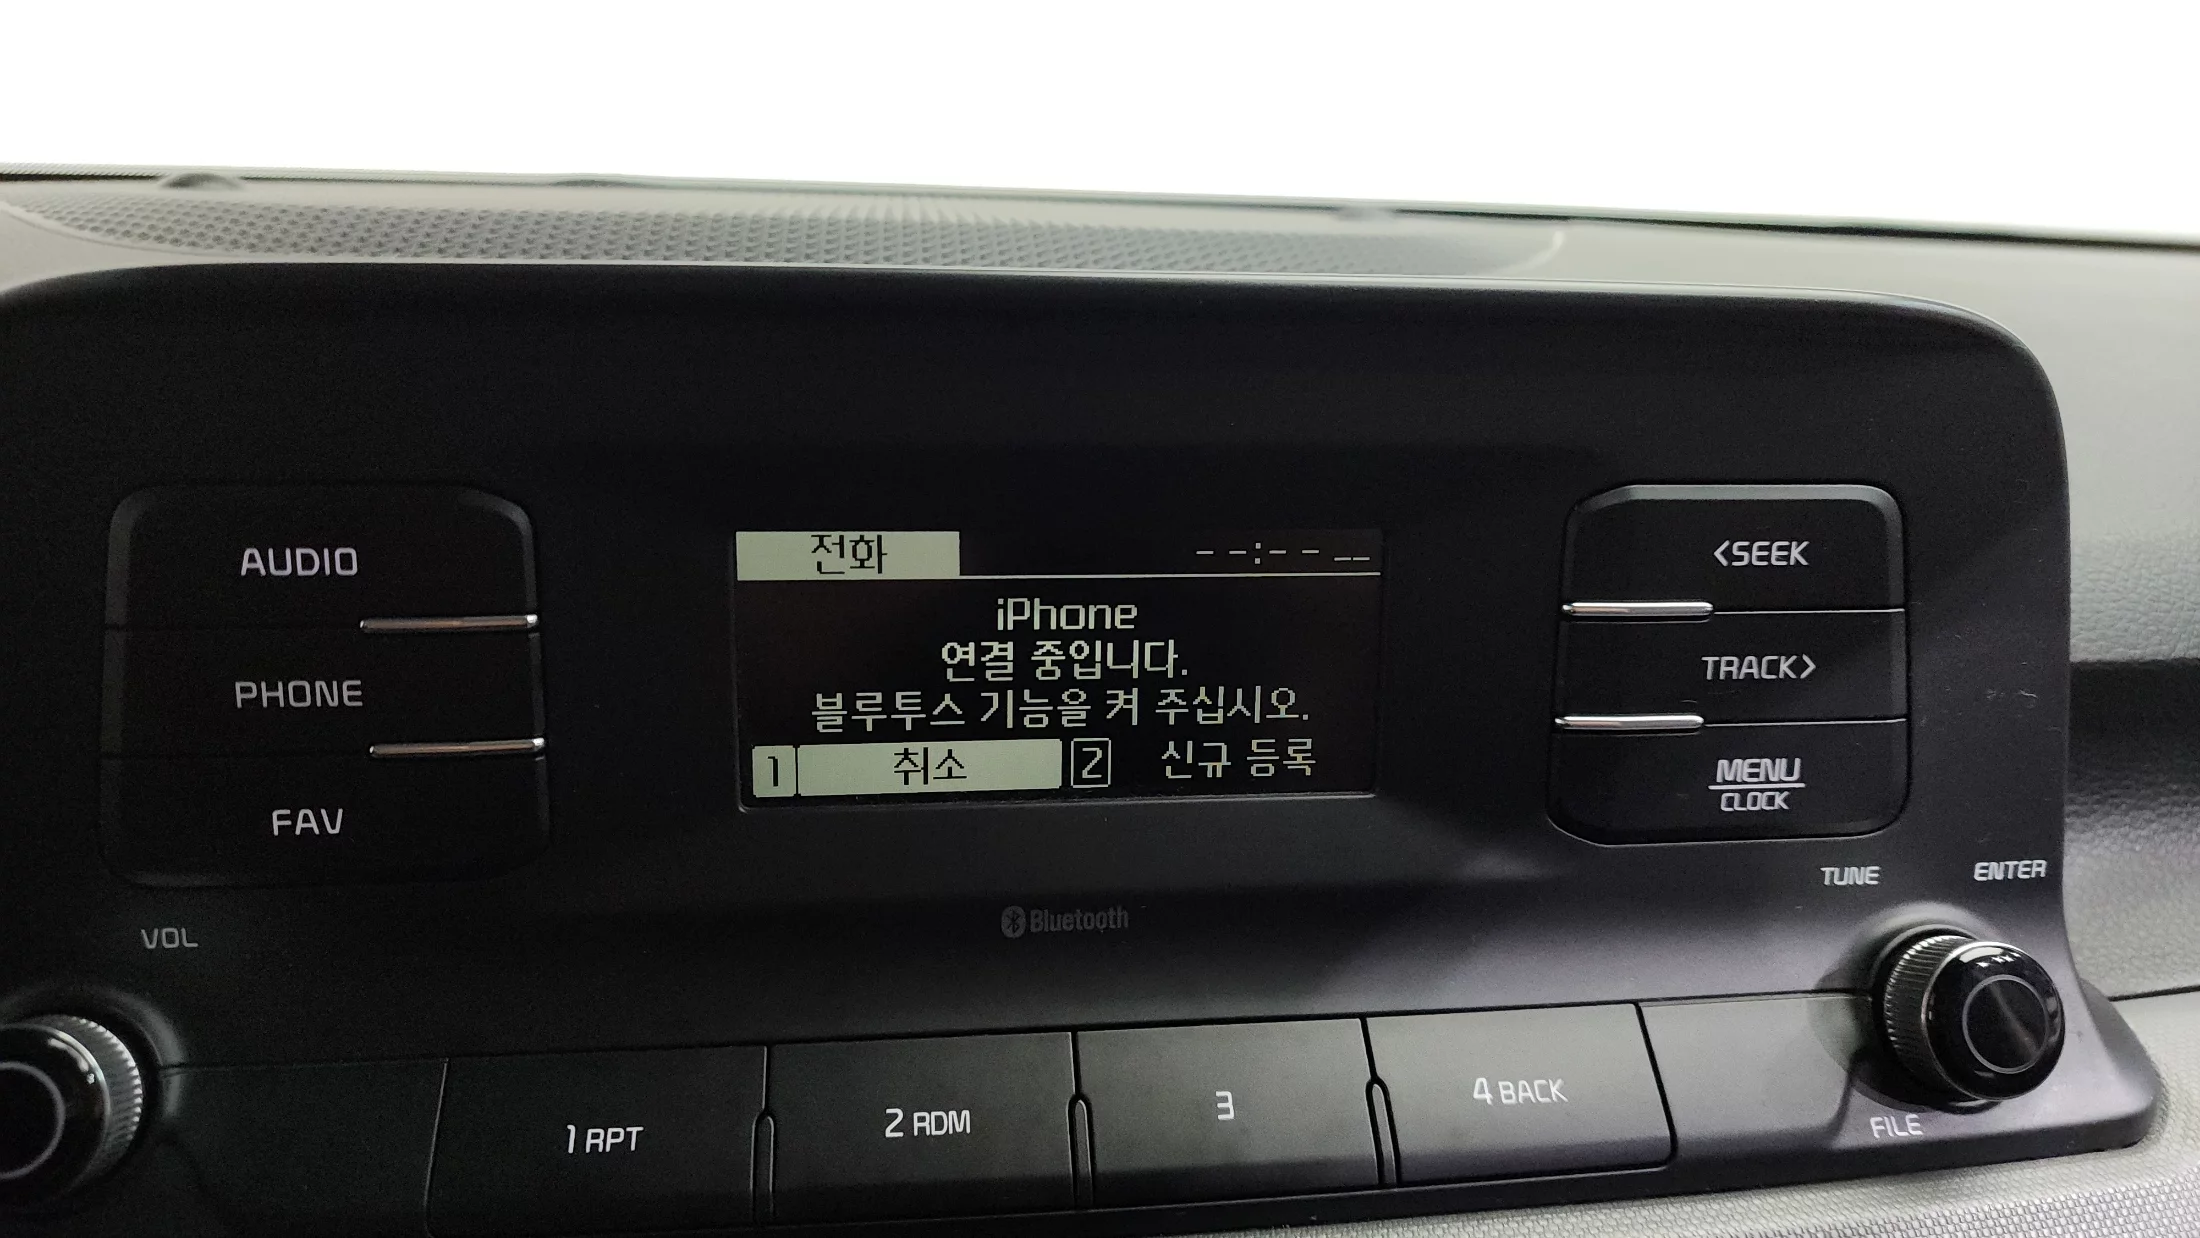 AUDIO
PHONE
FAV
VOL
전화 --:-- __
iPhone
연결 중입니다.
블루투스 기능을 켜 주십시오.
1 취소 2 신규 등록
<SEEK
TRACK>
MENU
CLOCK
TUNE ENTER
Bluetooth
1 RPT 2 RDM 3 4 BACK
FILE